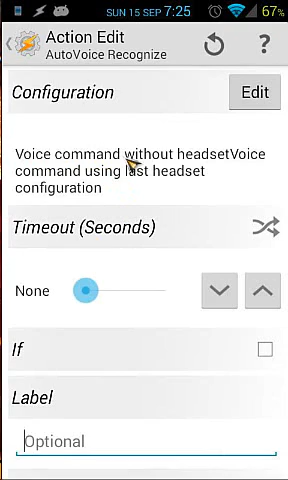 SUN 15 SEP 7:25 67%
Action Edit
AutoVoice Recognize
?
Configuration
Edit
Voice command without headsetVoice
command using last headset
configuration
Timeout (Seconds)
None
If
Label
Optional